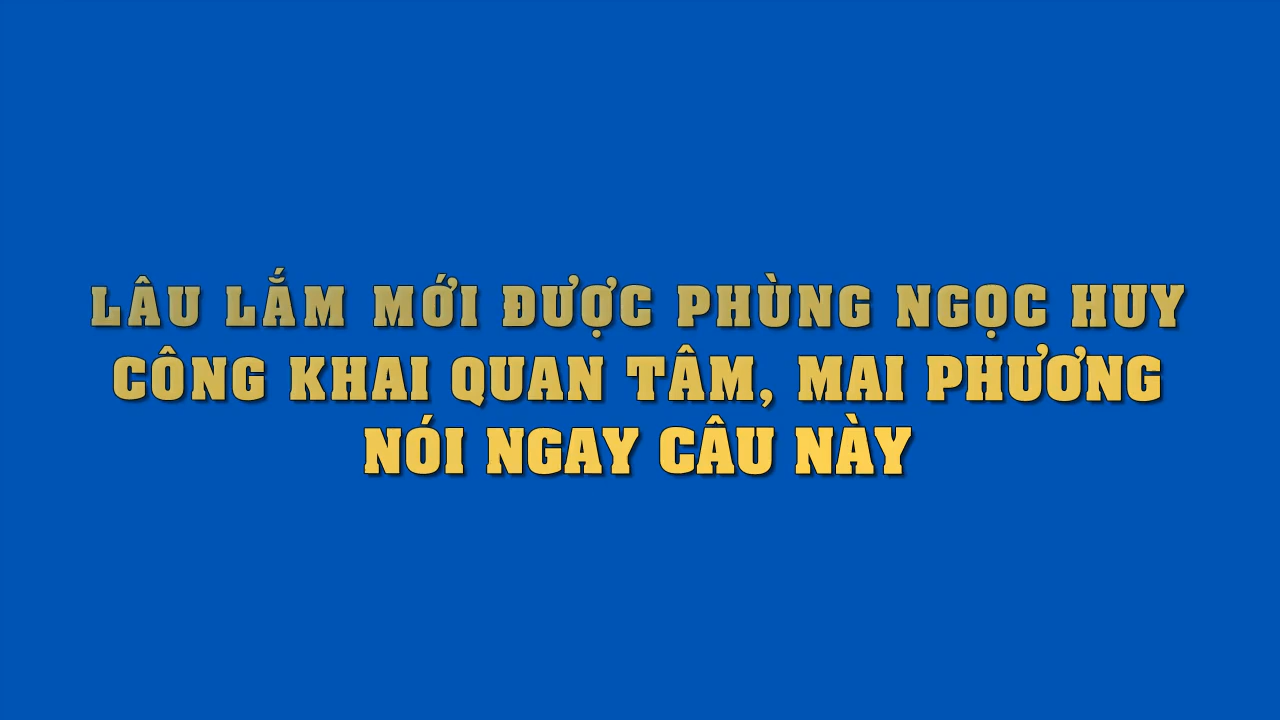 LÂU LẮM MỚI ĐƯỢC PHÙNG NGỌC HUY
CÔNG KHAI QUAN TÂM, MAI PHƯƠNG
NÓI NGAY CÂU NÀY